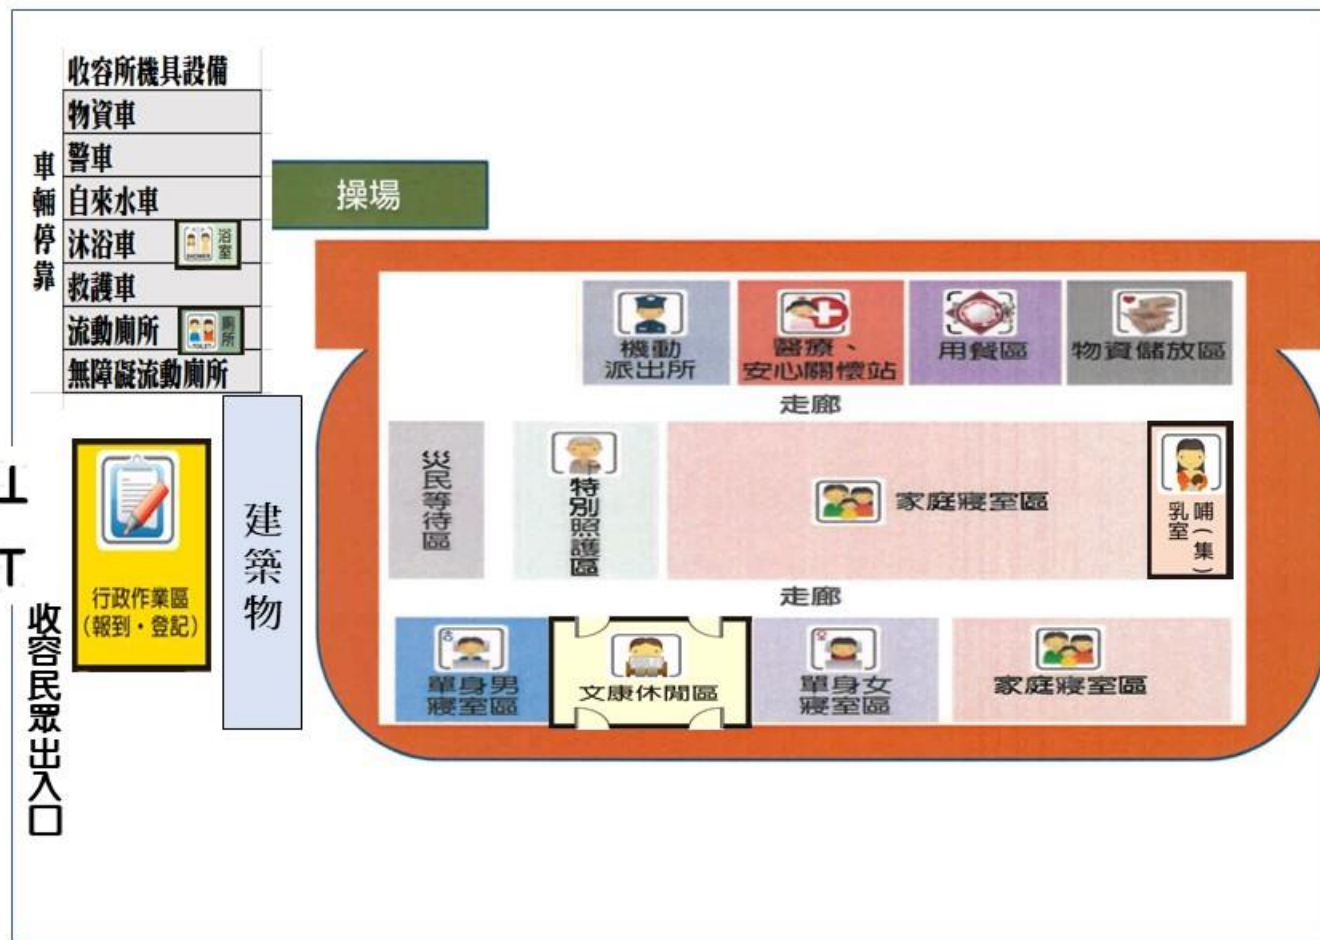 收容所機具設備
物資車
警車
自來水車
沐浴車
浴室
SHOWER
救護車
流動廁所
廁所
TOILET
無障礙流動廁所
車輛停靠
操場
機動
派出所
醫療、
安心關懷站
用餐區
物資儲放區
走廊
災民等待區
特別照護區
家庭寢室區
哺(集)
乳室
走廊
單身男
寢室區
文康休閒區
單身女
寢室區
家庭寢室區
行政作業區
(報到・登記)
建築物
收容民眾出入口